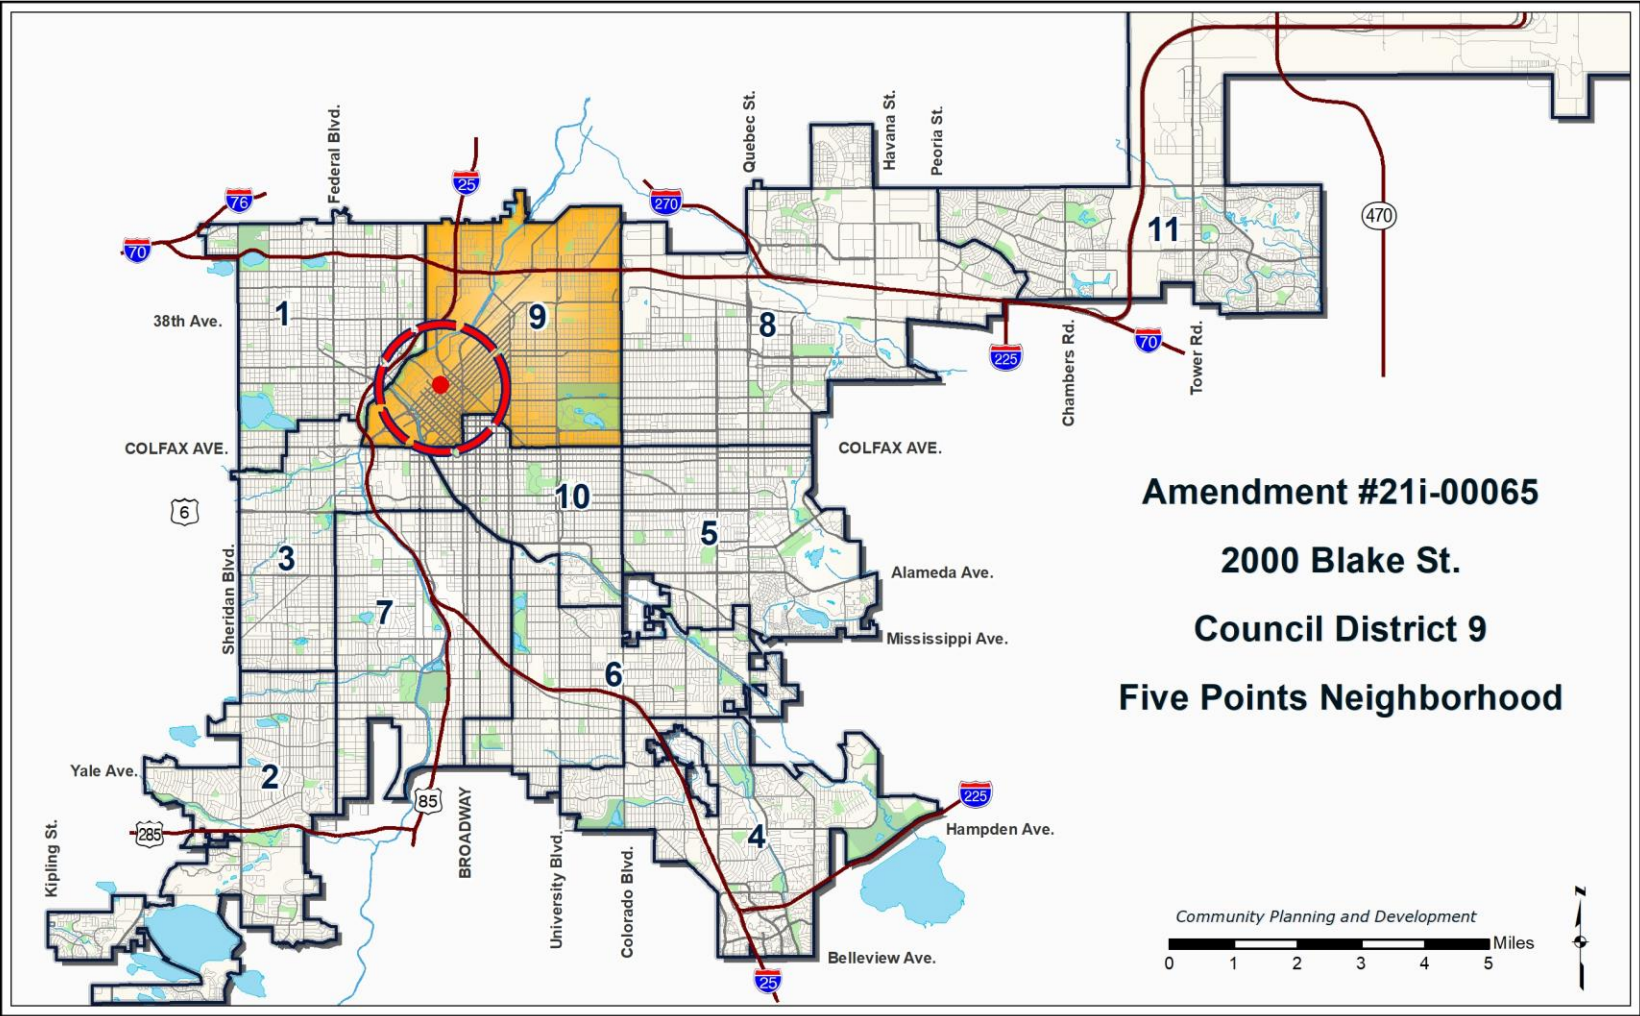 Federal Blvd.
Quebec St.
Havana St.
Peoria St.
76
25
270
70
470
11
1
9
8
38th Ave.
225
70
Chambers Rd.
Tower Rd.
COLFAX AVE.
COLFAX AVE.
6
10
5
3
7
Sheridan Blvd.
Alameda Ave.
Mississippi Ave.
6
Amendment #21i-00065
2000 Blake St.
Council District 9
Five Points Neighborhood
Yale Ave.
2
85
285
BROADWAY
225
Hampden Ave.
4
Kipling St.
University Blvd.
Colorado Blvd.
Belleview Ave.
25
Community Planning and Development
Miles
0 1 2 3 4 5
N